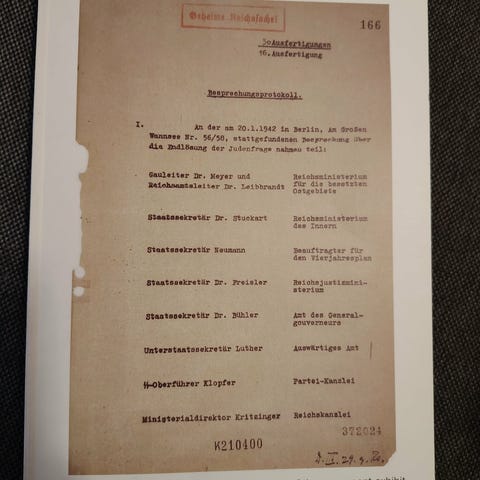 Geheime Reichssache!
166
30 Ausfertigungen
16. Ausfertigung
Besprechungsprotokoll.
I. An der am 20.1.1942 in Berlin, Am Großen
Wannsee Nr. 56/58, stattgefundenen Besprechung über
die Endlösung der Judenfrage nahmen teil:
Gauleiter Dr. Meyer und Reichsministerium
Reichsamtsleiter Dr. Leibbrandt für die besetzten
Ostgebiete
Staatssekretär Dr. Stuckart Reichsministerium
des Innern
Staatssekretär Neumann Beauftragter für
den Vierjahresplan
Staatssekretär Dr. Freisler Reichsjustizmini-
sterium
Staatssekretär Dr. Bühler Amt des General-
gouverneurs
Unterstaatssekretär Luther Auswärtiges Amt
SS-Oberführer Klopfer Partei-Kanzlei
Ministerialdirektor Kritzinger Reichskanzlei
372024
K210400
D. III. 29. g. Rs.
exhibit